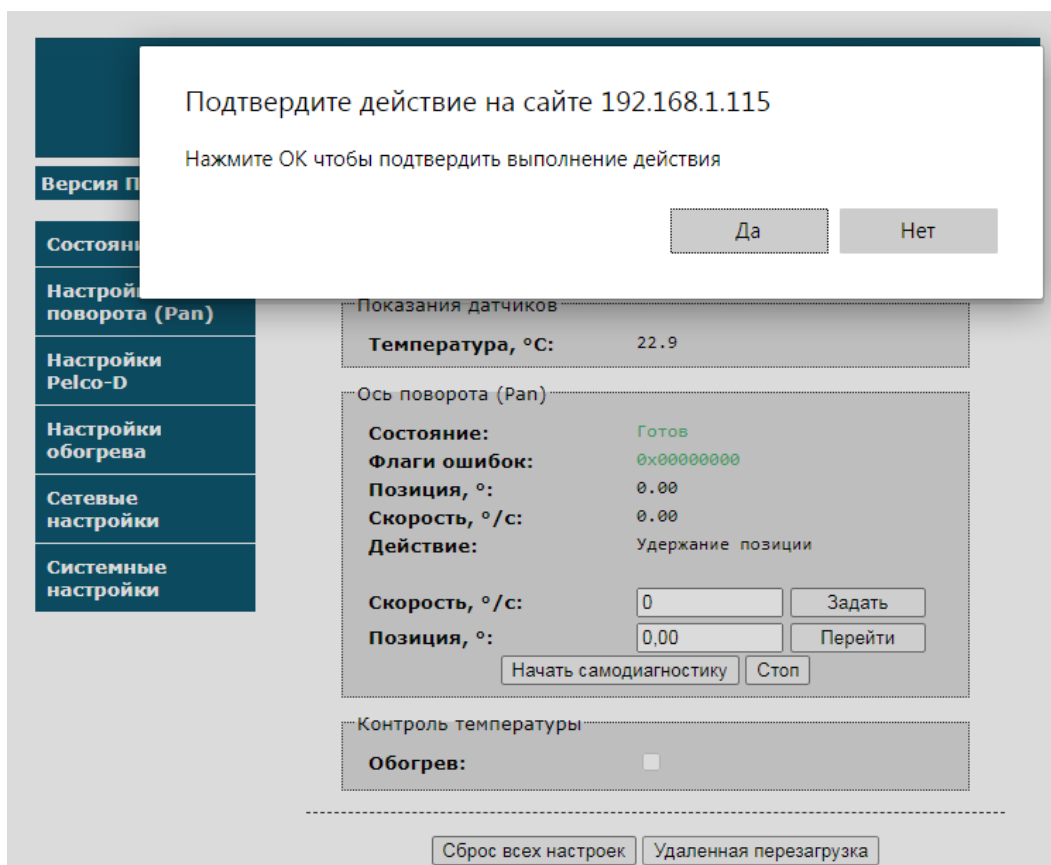 Подтвердите действие на сайте 192.168.1.115
Нажмите ОК чтобы подтвердить выполнение действия
Да
Нет
Версия П
Состояни
Настрой
поворота (Pan)
Настройки
Pelco-D
Настройки
обогрева
Сетевые
настройки
Системные
настройки
Показания датчиков
Температура, °С: 22.9
Ось поворота (Pan)
Состояние: Готов
Флаги ошибок: 0x00000000
Позиция, °: 0.00
Скорость, °/с: 0.00
Действие: Удержание позиции
Скорость, °/с: 0 Задать
Позиция, °: 0,00 Перейти
Начать самодиагностику Стоп
Контроль температуры
Обогрев:
Сброс всех настроек Удаленная перезагрузка